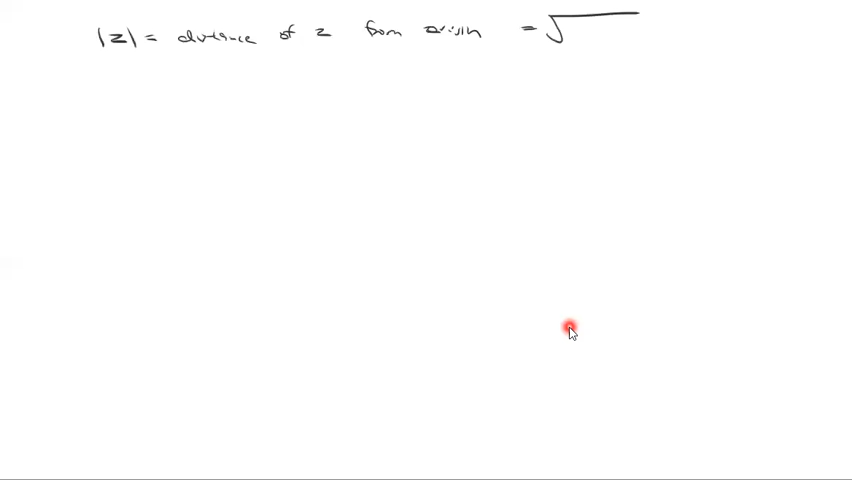 |z| = distance of z from origin = √